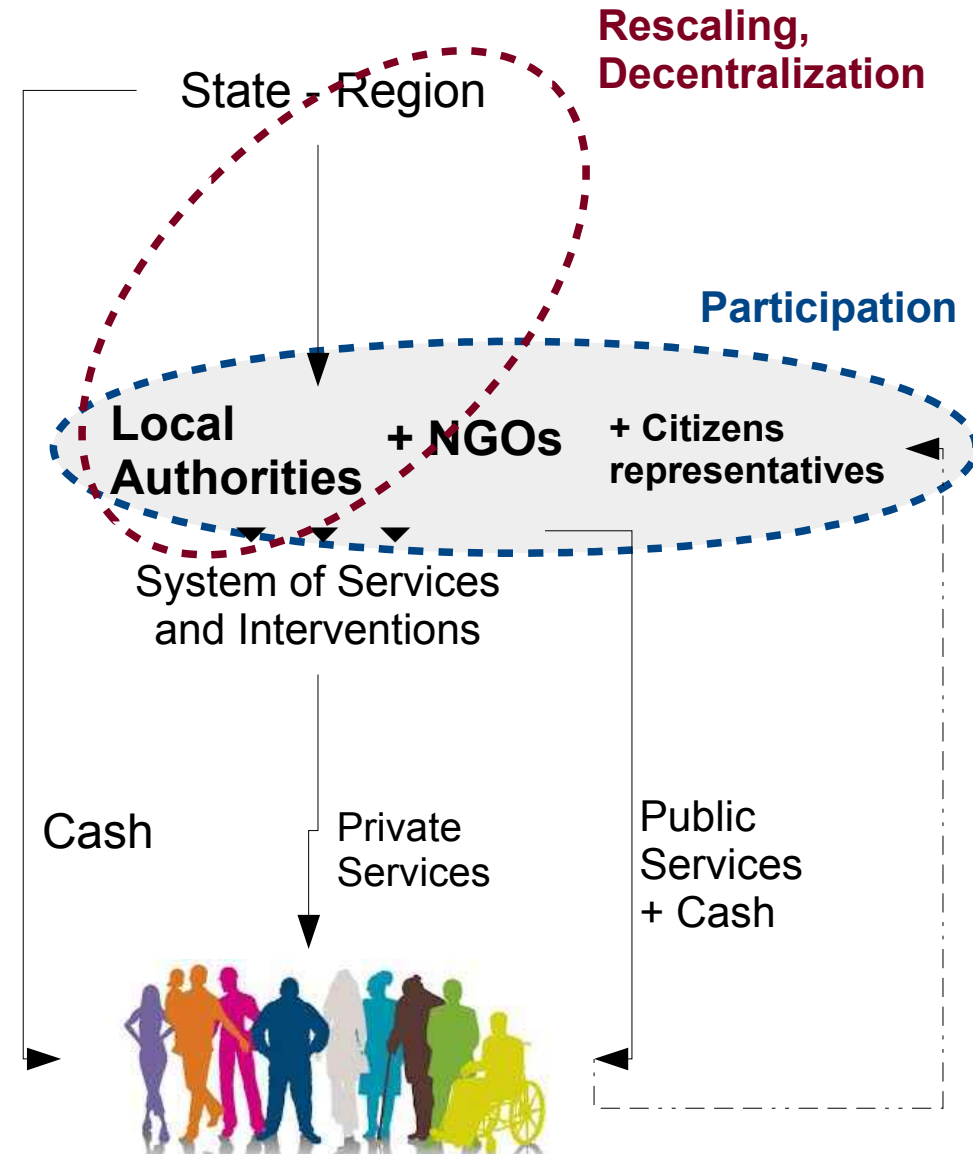 Rescaling,
Decentralization
State - Region
Participation
Local
Authorities
+ NGOs
+ Citizens
representatives
System of Services
and Interventions
Cash
Private
Services
Public
Services
+ Cash